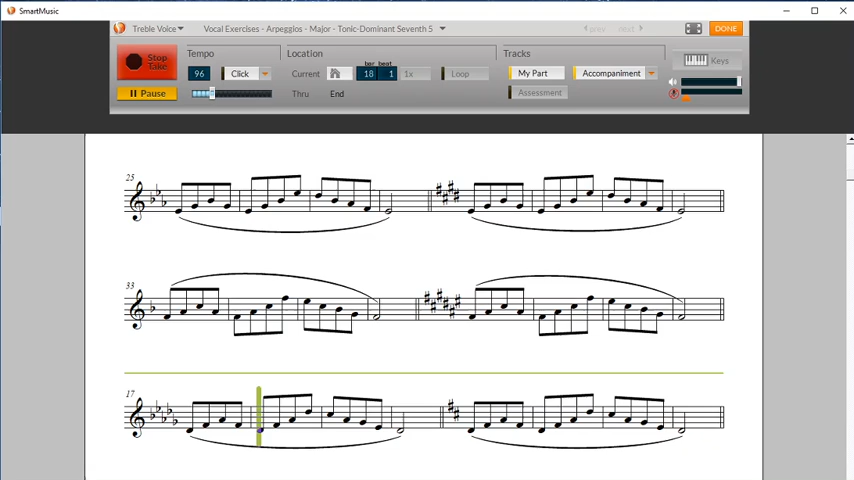 SmartMusic
Treble Voice Vocal Exercises - Arpeggios - Major - Tonic-Dominant Seventh 5 prev next DONE
Stop Take
Tempo
Location
Tracks
Keys
bar beat
96 Click Current 18 1 1x Loop My Part Accompaniment
Pause
Thru End
Assessment
25
33
17